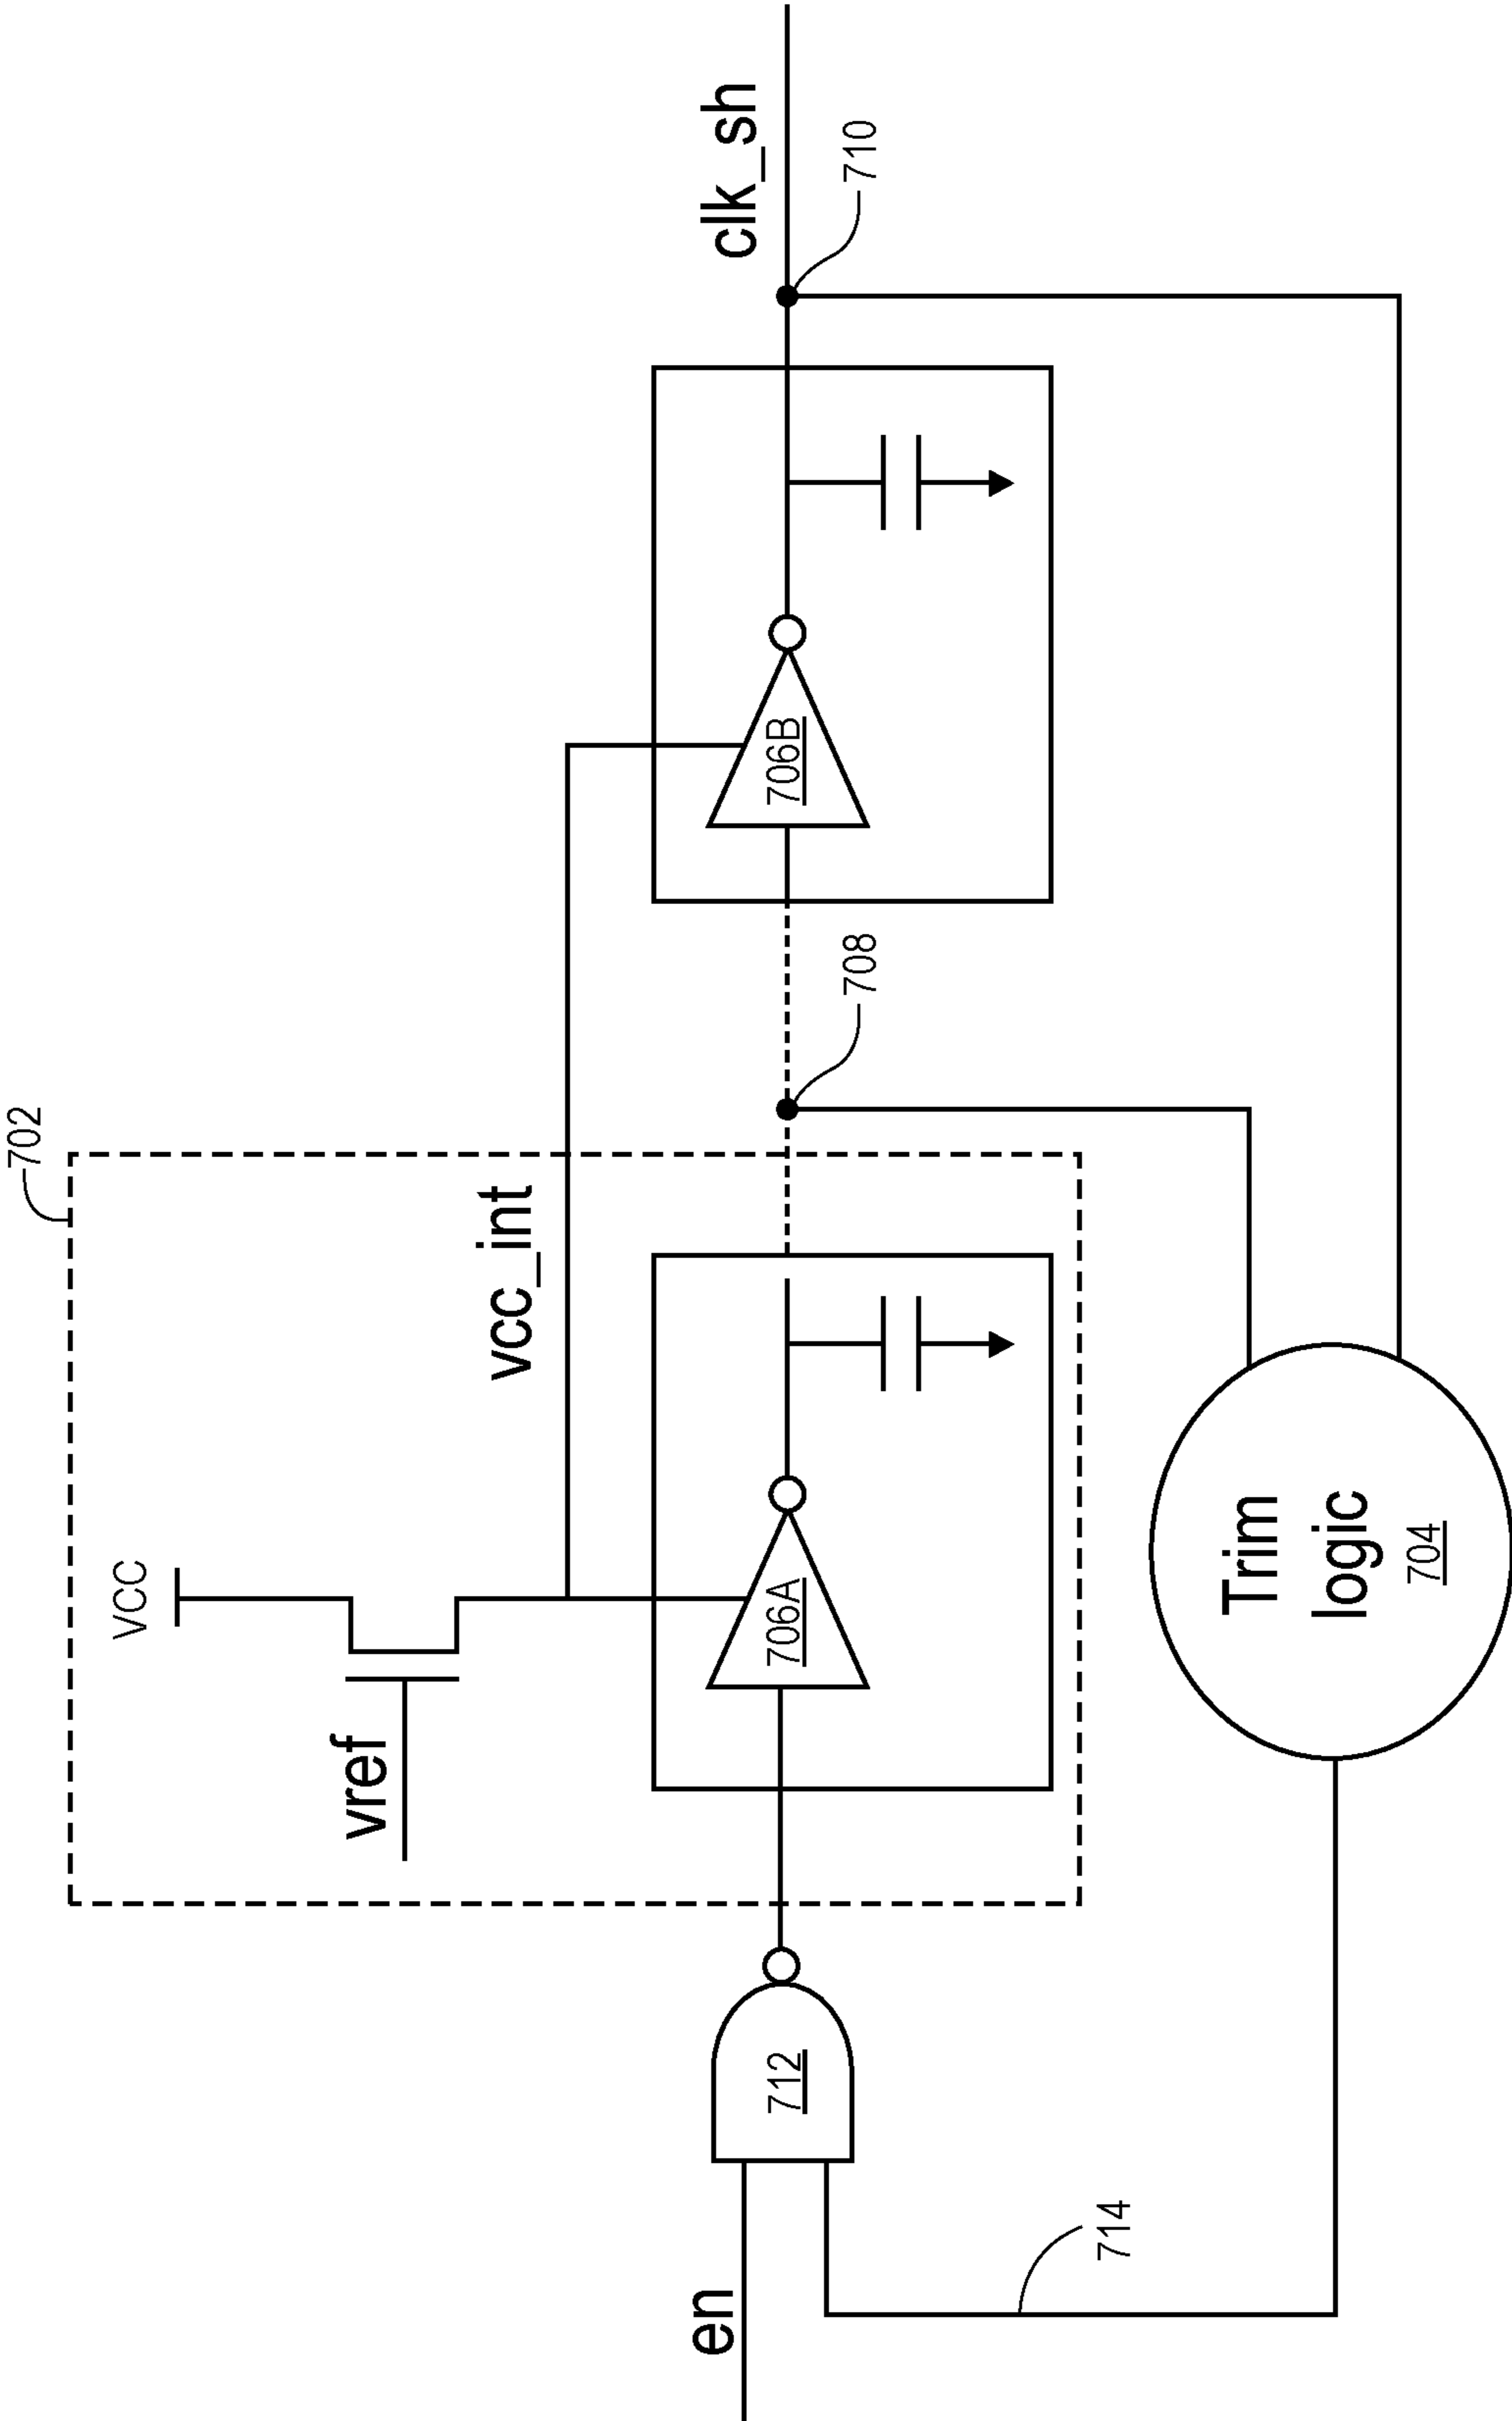 702
VCC
vref
vcc_int
clk_sh
en
712
706A
706B
708
710
714
Trim
logic
704